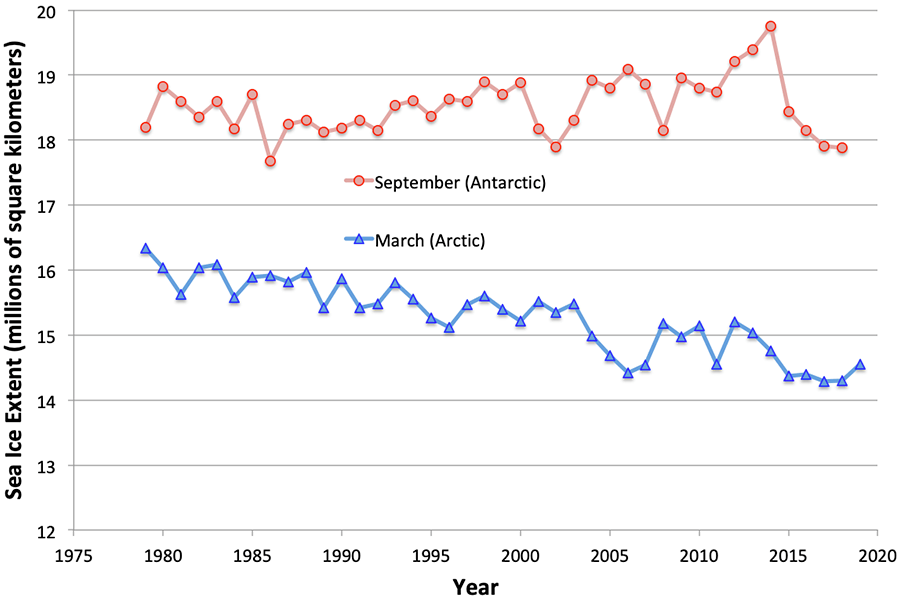 Sea Ice Extent (millions of square kilometers)
20
19
18
17
16
15
14
13
12
September (Antarctic)
March (Arctic)
1975 1980 1985 1990 1995 2000 2005 2010 2015 2020
Year